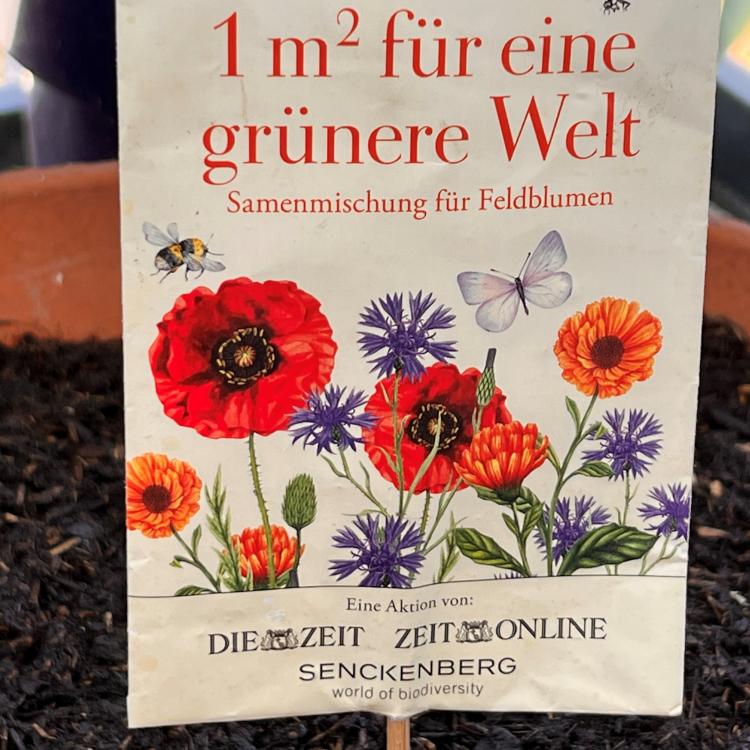 1 m² für eine
grünere Welt
Samenmischung für Feldblumen
Eine Aktion von:
DIE ZEIT ZEIT ONLINE
SENCKENBERG
world of biodiversity